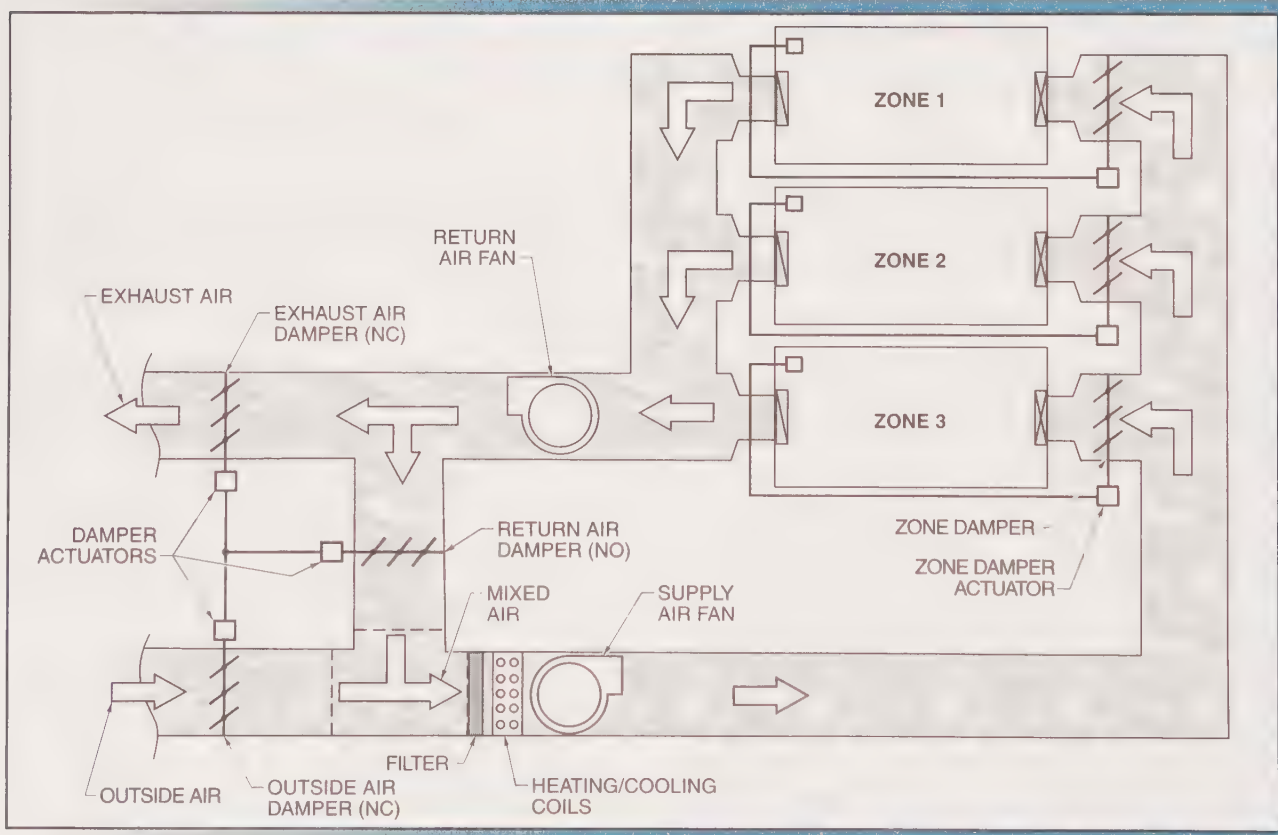 ZONE 1
RETURN
AIR FAN
ZONE 2
EXHAUST AIR
EXHAUST AIR
DAMPER (NC)
ZONE 3
DAMPER
ACTUATORS
RETURN AIR
DAMPER (NO)
ZONE DAMPER
ZONE DAMPER
ACTUATOR
MIXED
AIR
SUPPLY
AIR FAN
FILTER
OUTSIDE AIR
OUTSIDE AIR
DAMPER (NC)
HEATING/COOLING
COILS